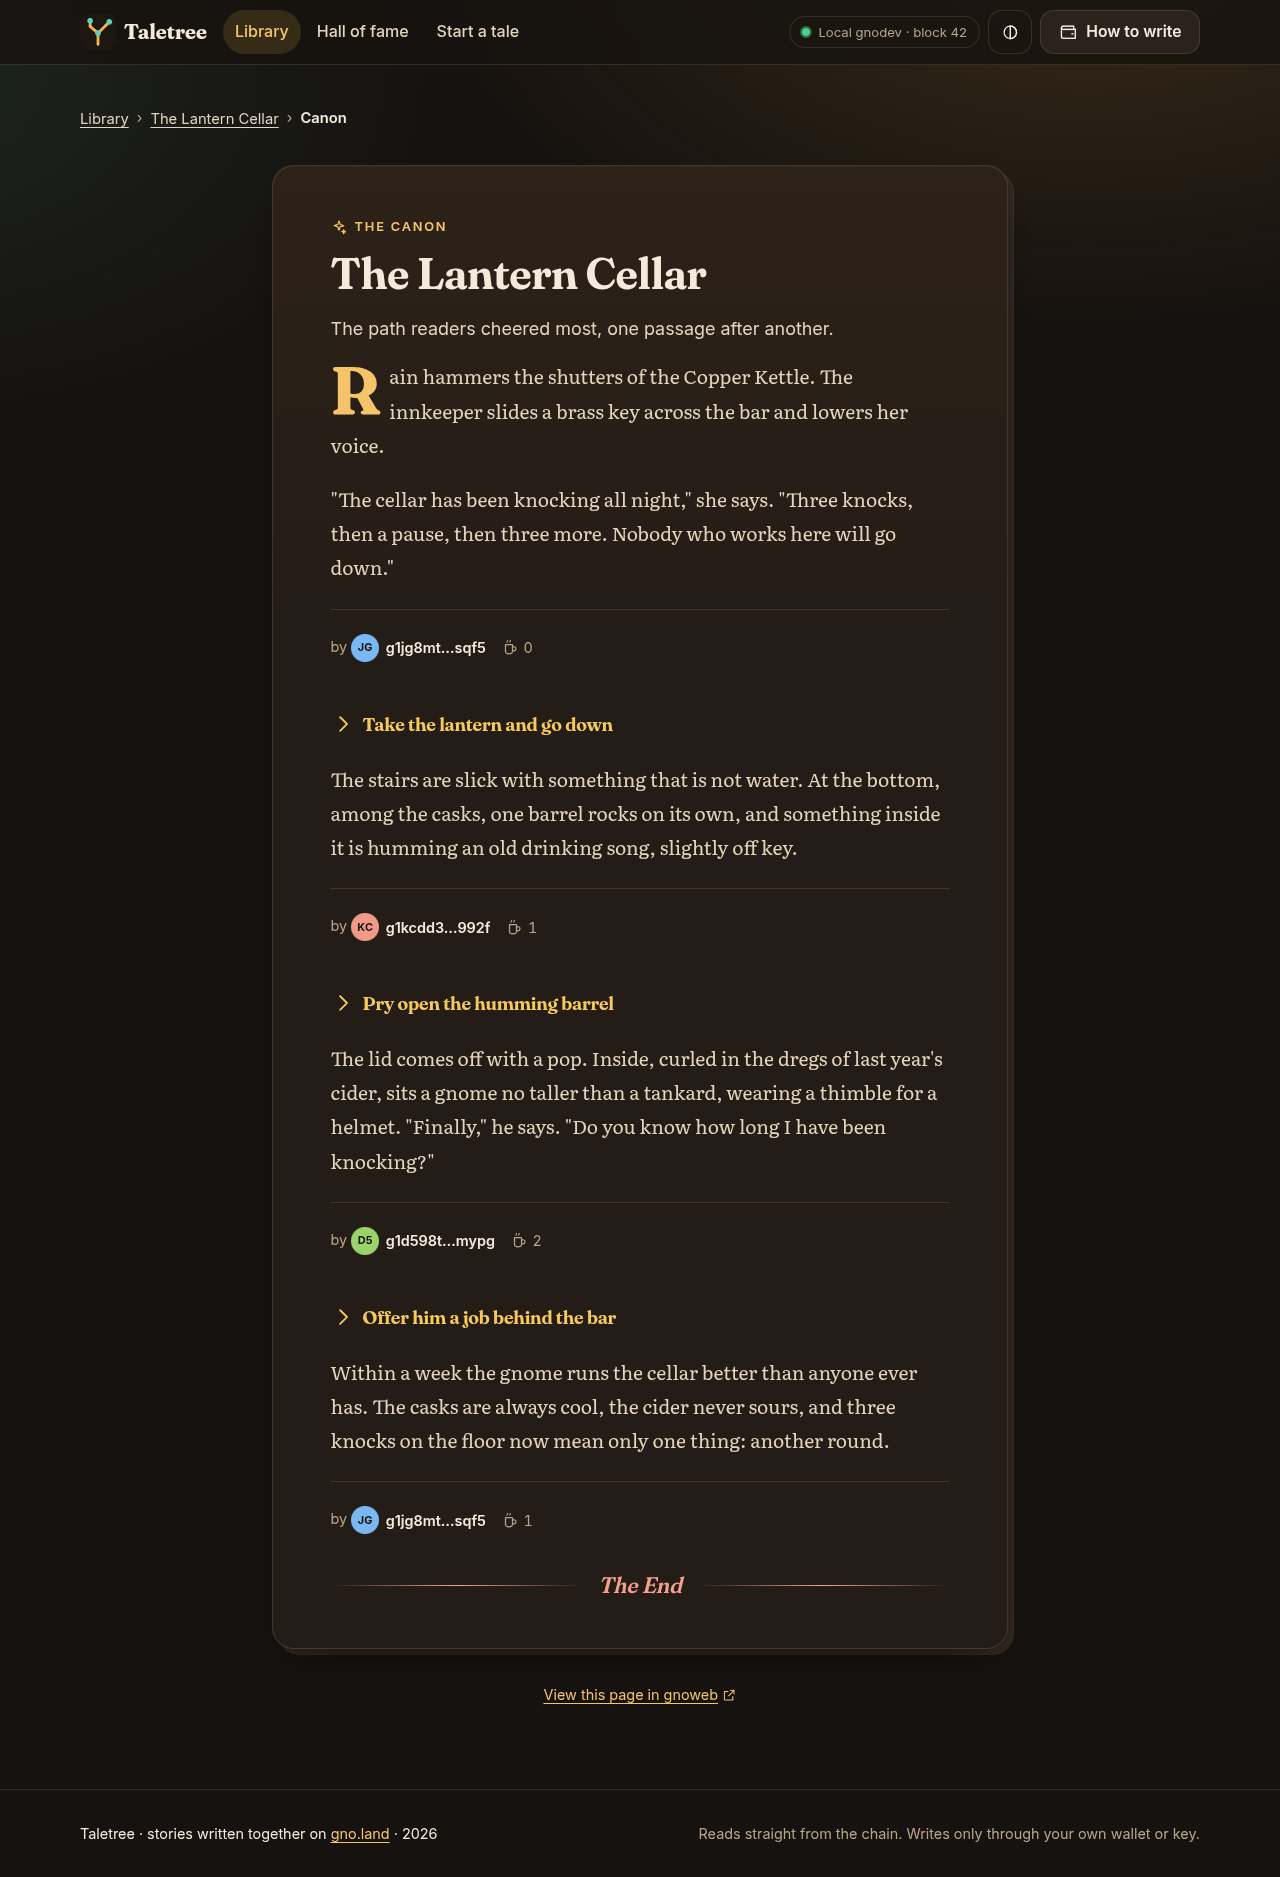 Taletree
Library
Hall of fame
Start a tale
Local gnodev · block 42
How to write
Library › The Lantern Cellar › Canon
THE CANON
The Lantern Cellar
The path readers cheered most, one passage after another.
Rain hammers the shutters of the Copper Kettle. The
innkeeper slides a brass key across the bar and lowers her
voice.
"The cellar has been knocking all night," she says. "Three knocks,
then a pause, then three more. Nobody who works here will go
down."
by JG g1jg8mt…sqf5 0
Take the lantern and go down
The stairs are slick with something that is not water. At the bottom,
among the casks, one barrel rocks on its own, and something inside
it is humming an old drinking song, slightly off key.
by KC g1kcdd3…992f 1
Pry open the humming barrel
The lid comes off with a pop. Inside, curled in the dregs of last year's
cider, sits a gnome no taller than a tankard, wearing a thimble for a
helmet. "Finally," he says. "Do you know how long I have been
knocking?"
by D5 g1d598t…mypg 2
Offer him a job behind the bar
Within a week the gnome runs the cellar better than anyone ever
has. The casks are always cool, the cider never sours, and three
knocks on the floor now mean only one thing: another round.
by JG g1jg8mt…sqf5 1
The End
View this page in gnoweb
Taletree · stories written together on gno.land · 2026
Reads straight from the chain. Writes only through your own wallet or key.